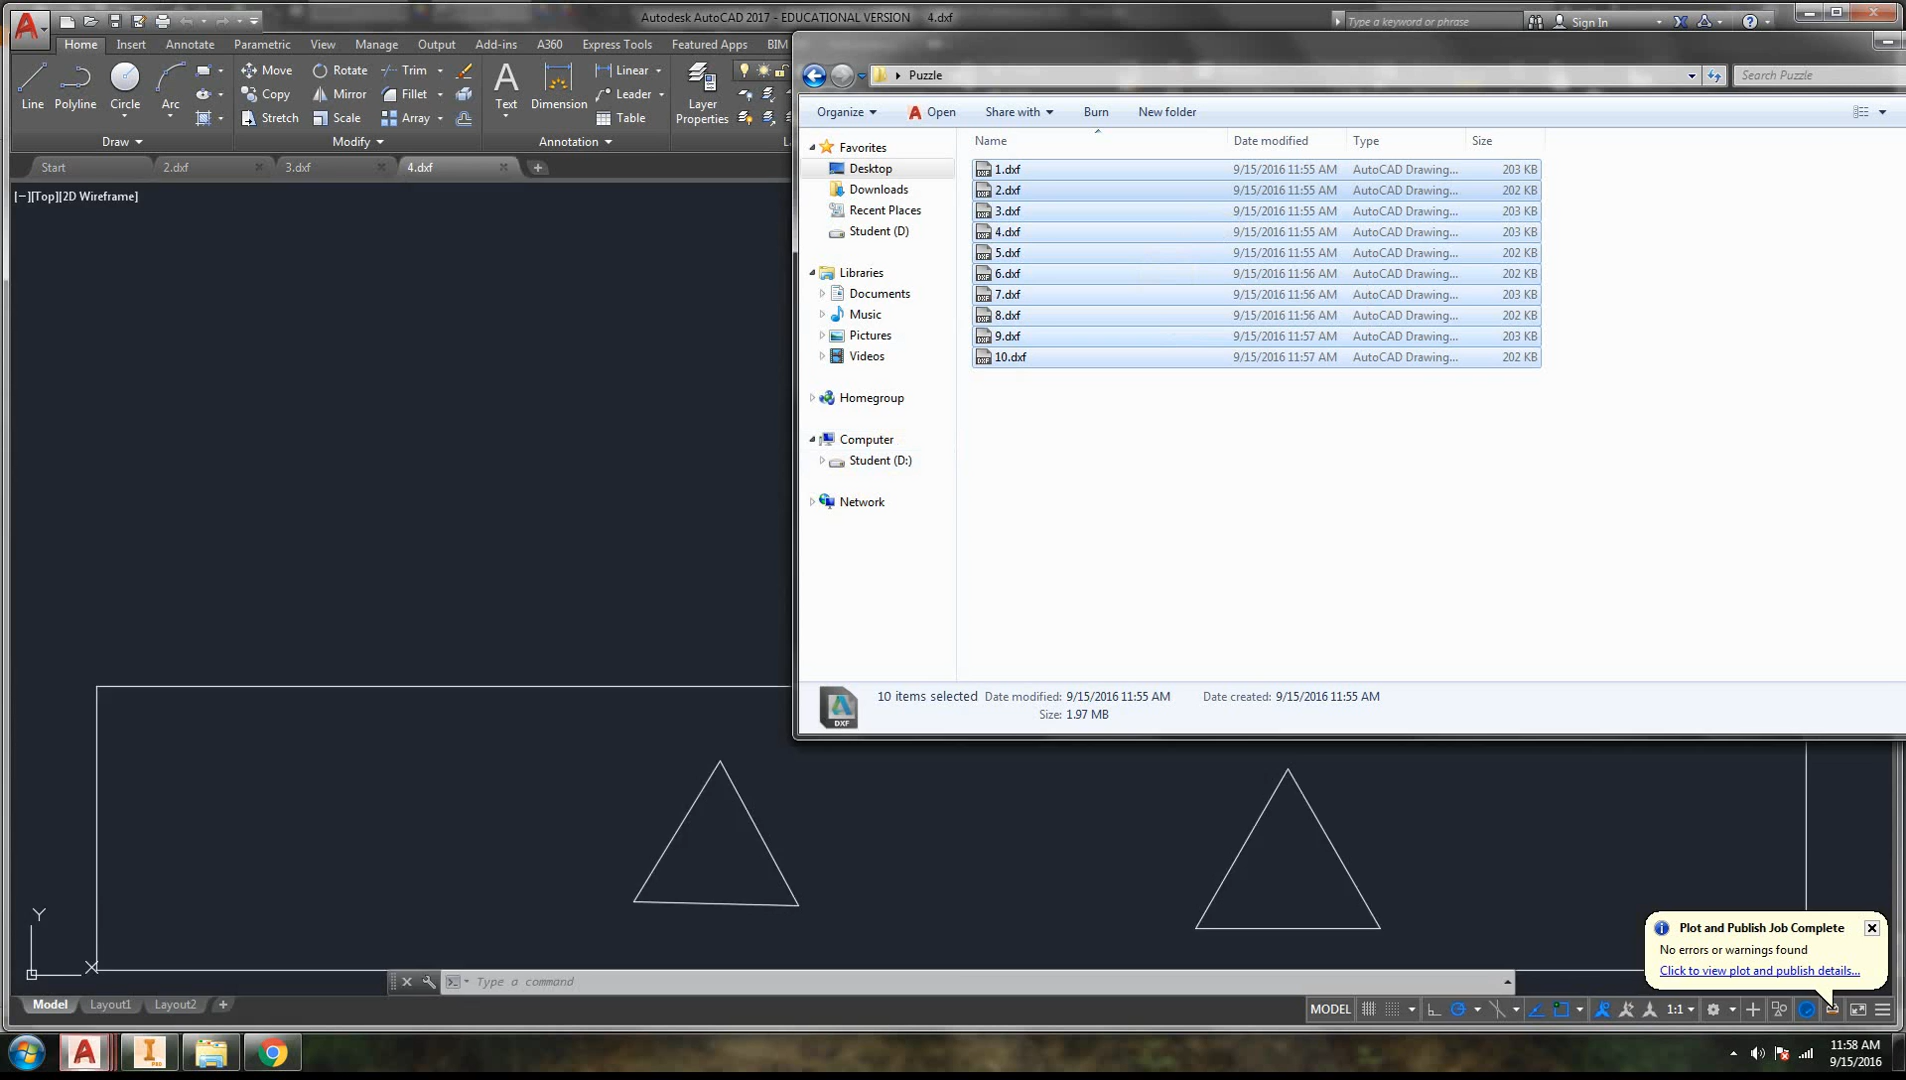 Autodesk AutoCAD 2017 - EDUCATIONAL VERSION 4.dxf
Type a keyword or phrase
Sign In
Home Insert Annotate Parametric View Manage Output Add-ins A360 Express Tools Featured Apps BIM
Line Polyline Circle Arc
Move Rotate Trim
Copy Mirror Fillet
Stretch Scale Array
Text Dimension
Linear
Leader
Table
Layer
Properties
Draw Modify Annotation
Start 2.dxf 3.dxf 4.dxf
[−][Top][2D Wireframe]
Puzzle
Search Puzzle
Organize Open Share with Burn New folder
Favorites
Desktop
Downloads
Recent Places
Student (D)
Libraries
Documents
Music
Pictures
Videos
Homegroup
Computer
Student (D:)
Network
Name Date modified Type Size
1.dxf 9/15/2016 11:55 AM AutoCAD Drawing... 203 KB
2.dxf 9/15/2016 11:55 AM AutoCAD Drawing... 202 KB
3.dxf 9/15/2016 11:55 AM AutoCAD Drawing... 203 KB
4.dxf 9/15/2016 11:55 AM AutoCAD Drawing... 203 KB
5.dxf 9/15/2016 11:55 AM AutoCAD Drawing... 202 KB
6.dxf 9/15/2016 11:56 AM AutoCAD Drawing... 202 KB
7.dxf 9/15/2016 11:56 AM AutoCAD Drawing... 203 KB
8.dxf 9/15/2016 11:56 AM AutoCAD Drawing... 202 KB
9.dxf 9/15/2016 11:57 AM AutoCAD Drawing... 203 KB
10.dxf 9/15/2016 11:57 AM AutoCAD Drawing... 202 KB
DXF
10 items selected Date modified: 9/15/2016 11:55 AM Date created: 9/15/2016 11:55 AM
Size: 1.97 MB
Y
X
Type a command
Plot and Publish Job Complete
No errors or warnings found
Click to view plot and publish details...
Model Layout1 Layout2
MODEL 1:1
11:58 AM
9/15/2016